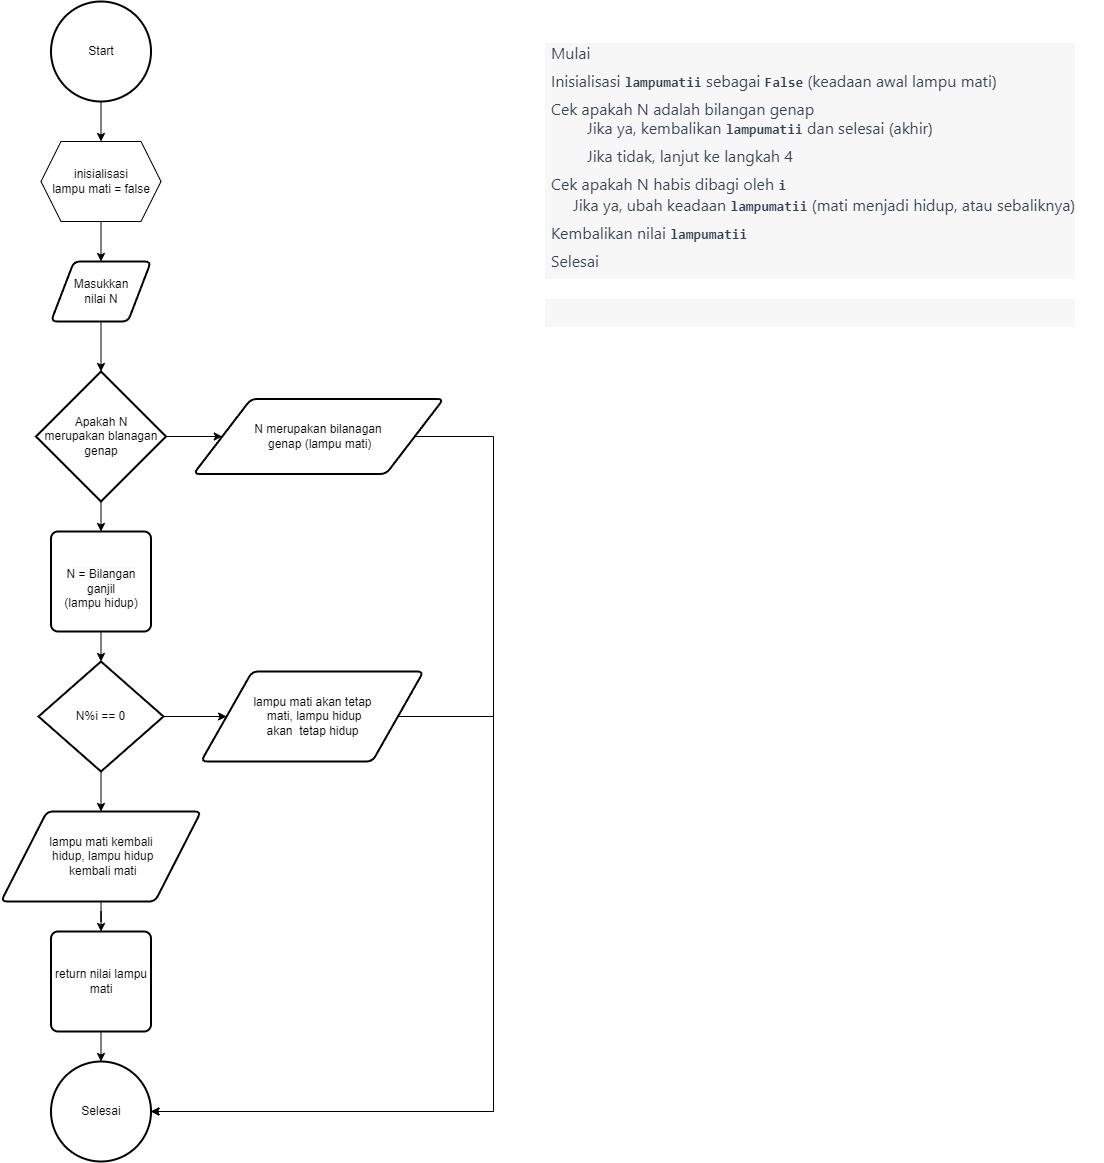 Start
inisialisasi
lampu mati = false
Masukkan
nilai N
Apakah N
merupakan blanagan
genap
N merupakan bilanagan
genap (lampu mati)
N = Bilangan
ganjil
(lampu hidup)
N%i == 0
lampu mati akan tetap
mati, lampu hidup
akan tetap hidup
lampu mati kembali
hidup, lampu hidup
kembali mati
return nilai lampu
mati
Selesai
Mulai
Inisialisasi lampumatii sebagai False (keadaan awal lampu mati)
Cek apakah N adalah bilangan genap
Jika ya, kembalikan lampumatii dan selesai (akhir)
Jika tidak, lanjut ke langkah 4
Cek apakah N habis dibagi oleh i
Jika ya, ubah keadaan lampumatii (mati menjadi hidup, atau sebaliknya)
Kembalikan nilai lampumatii
Selesai